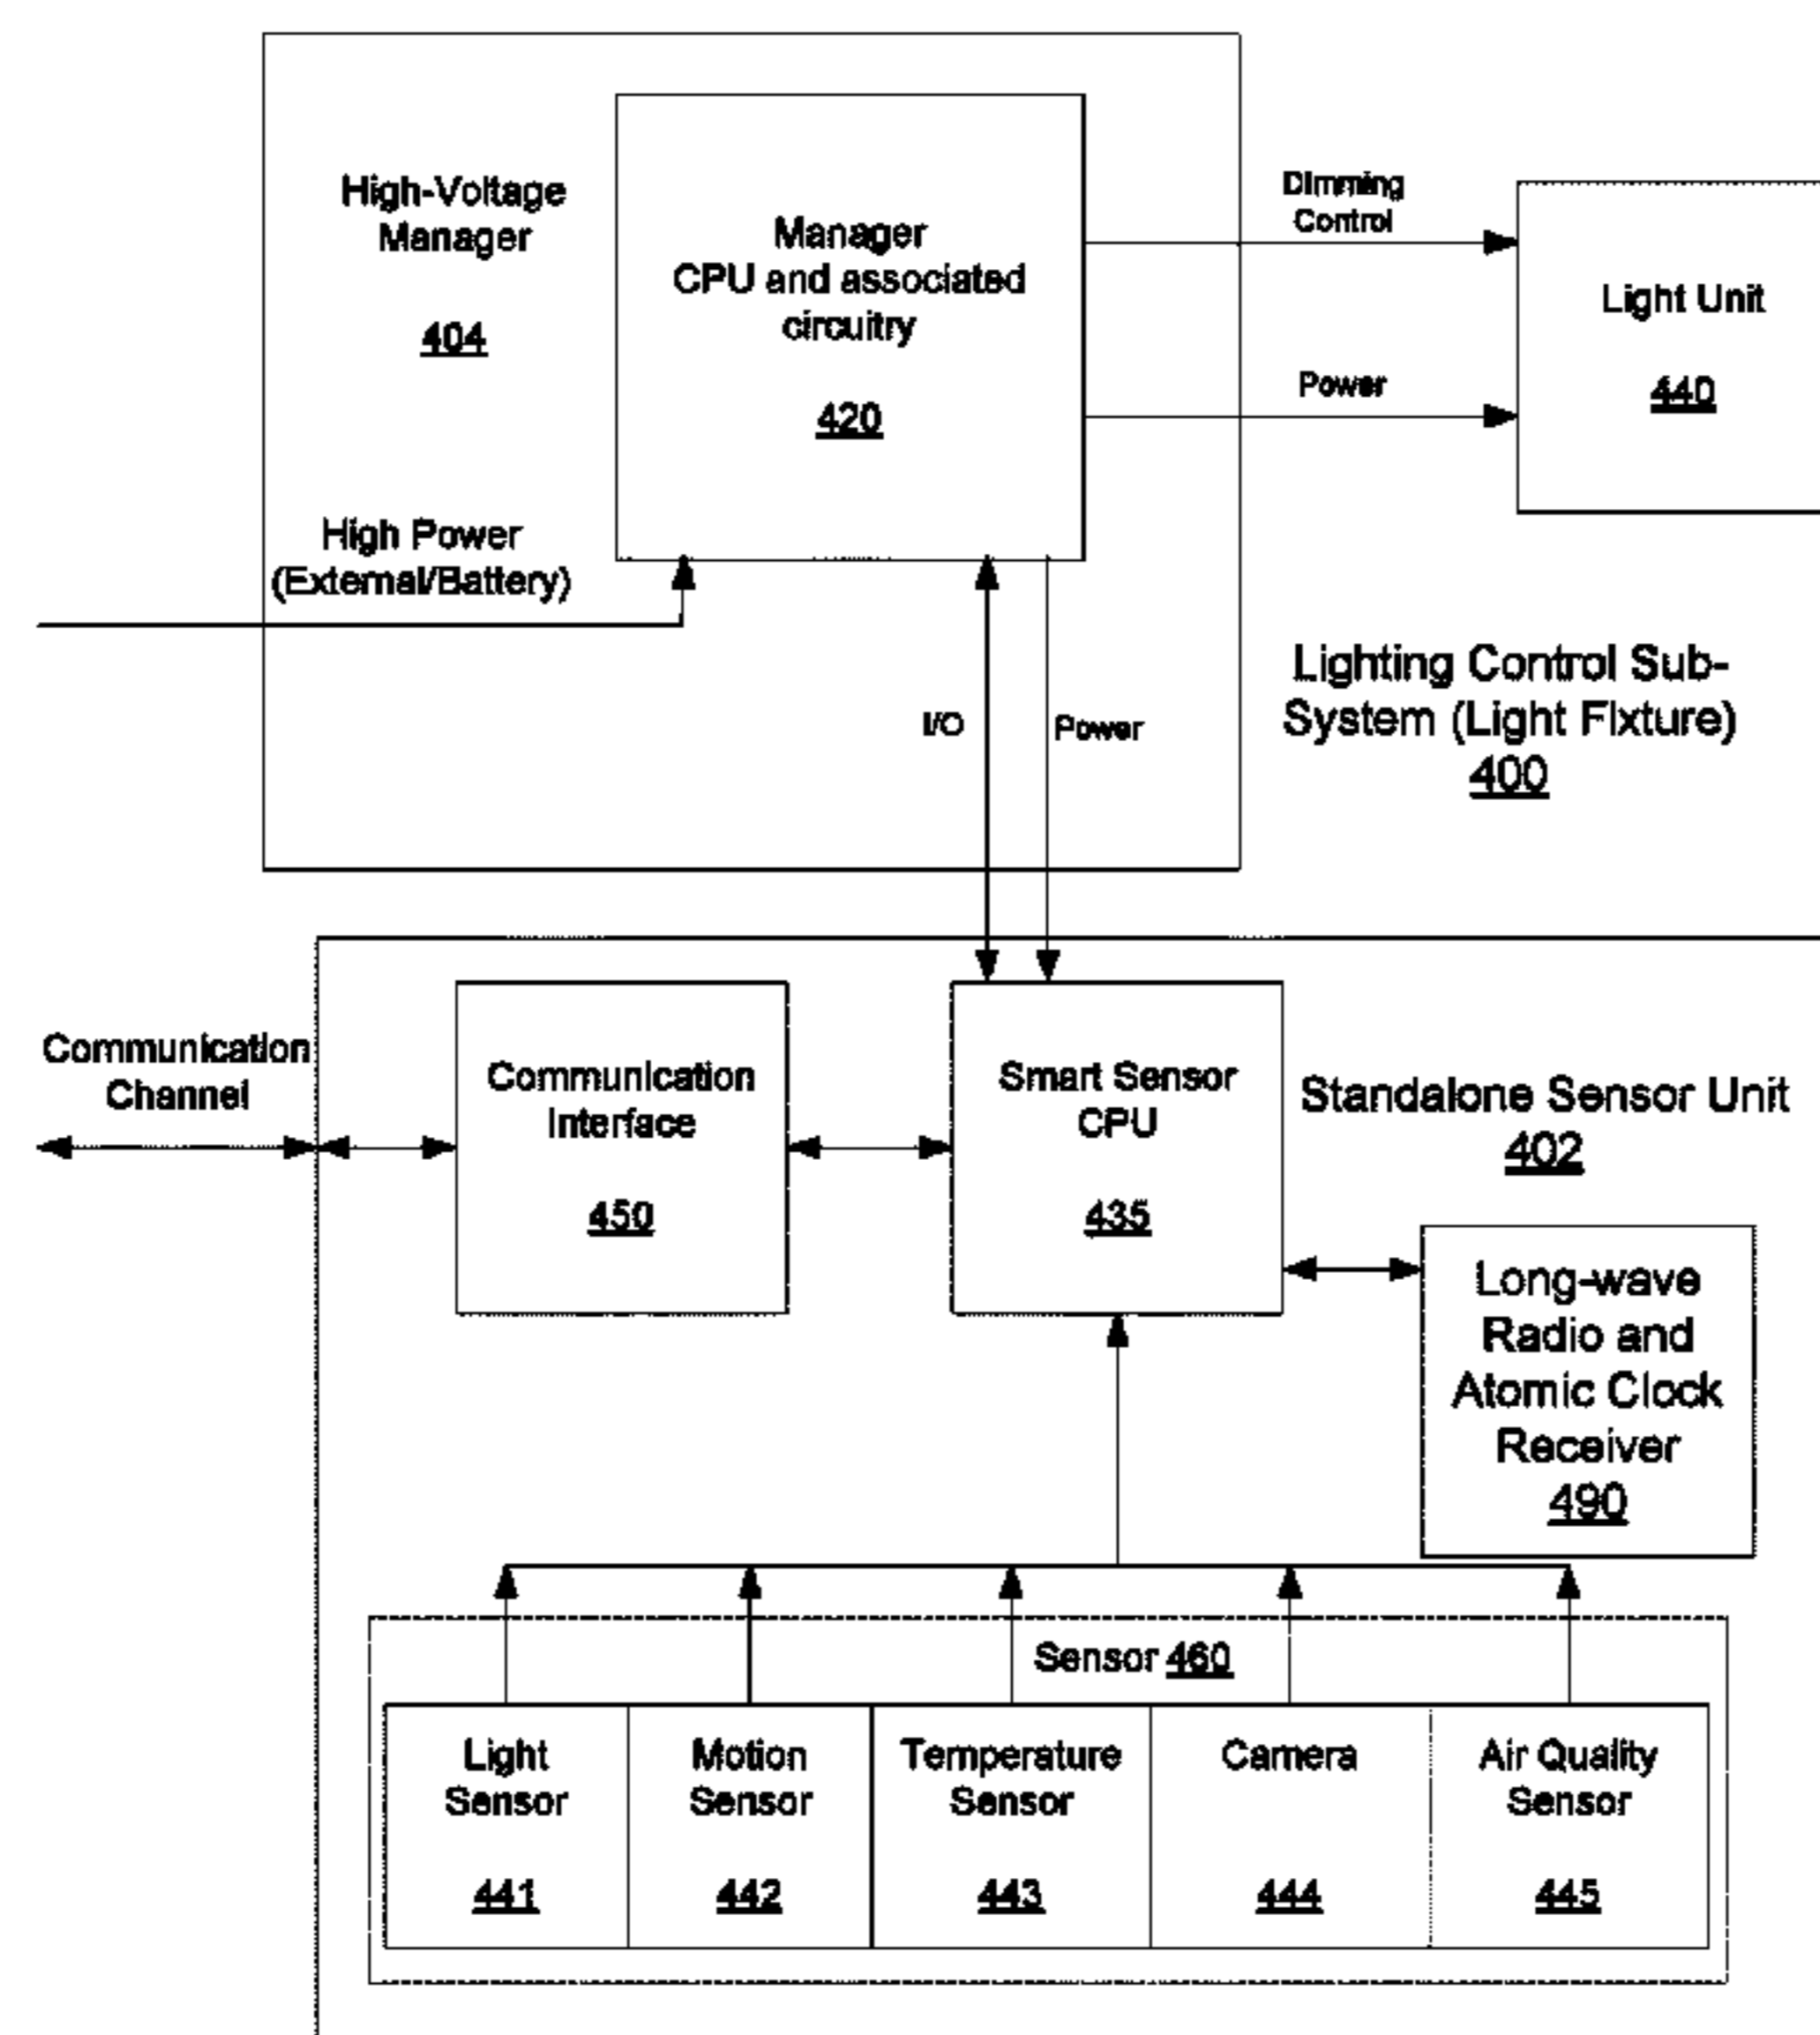 High-Voltage
Manager
404
Manager
CPU and associated
circuitry
420
Dimming
Control
Power
Light Unit
440
High Power
(External/Battery)
I/O
Power
Lighting Control Sub-
System (Light Fixture)
400
Communication
Channel
Communication
Interface
450
Smart Sensor
CPU
435
Standalone Sensor Unit
402
Long-wave
Radio and
Atomic Clock
Receiver
490
Sensor 460
Light
Sensor
441
Motion
Sensor
442
Temperature
Sensor
443
Camera
444
Air Quality
Sensor
445